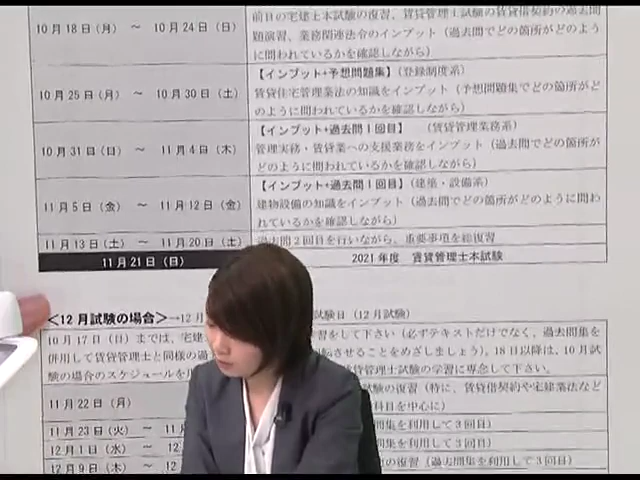 前日の宅建士本試験の復習、賃貸管理士試験の賃貸借契約の過去問
10月18日(月) ～ 10月24日(日)
題演習、業務関連法令のインプット(過去問でどの箇所がどのよう
に問われているかを確認しながら)
【インプット+予想問題集】(登録制度系)
10月25日(月) ～ 10月30日(土)
賃貸住宅管理業法の知識をインプット(予想問題集でどの箇所がど
のように問われているかを確認しながら)
【インプット+過去問1回目】 (賃貸管理業務系)
10月31日(日) ～ 11月4日(木)
管理実務・賃貸業への支援業務をインプット(過去問でどの箇所が
どのように問われているかを確認しながら)
【インプット+過去問1回目】(建築・設備系)
11月5日(金) ～ 11月12日(金)
建物設備の知識をインプット(過去問でどの箇所がどのように問わ
れているかを確認しながら)
11月13日(土) ～ 11月20日(土)
過去問2回目を行いながら、重要事項を総復習
11月21日(日)
2021年度 賃貸管理士本試験
<12月試験の場合>→12月
試験日(12月試験)
10月17日(日)までは、宅建
習をして下さい(必ずテキストだけでなく、過去問集を
併用して賃貸管理士と同様の過
転させることをめざしましょう)。18日以降は、10月試
験の場合のスケジュールを
賃貸管理士試験の学習に専念して下さい。
11月22日(月)
試験の復習(特に、賃貸借契約や宅建業法など
科目を中心に)
11月23日(火) ～ 11
問集を利用して3回目)
12月1日(水) ～ 12
問集を利用して3回目)
12月9日(木) ～ 12
の復習(過去問集を利用して3回目)